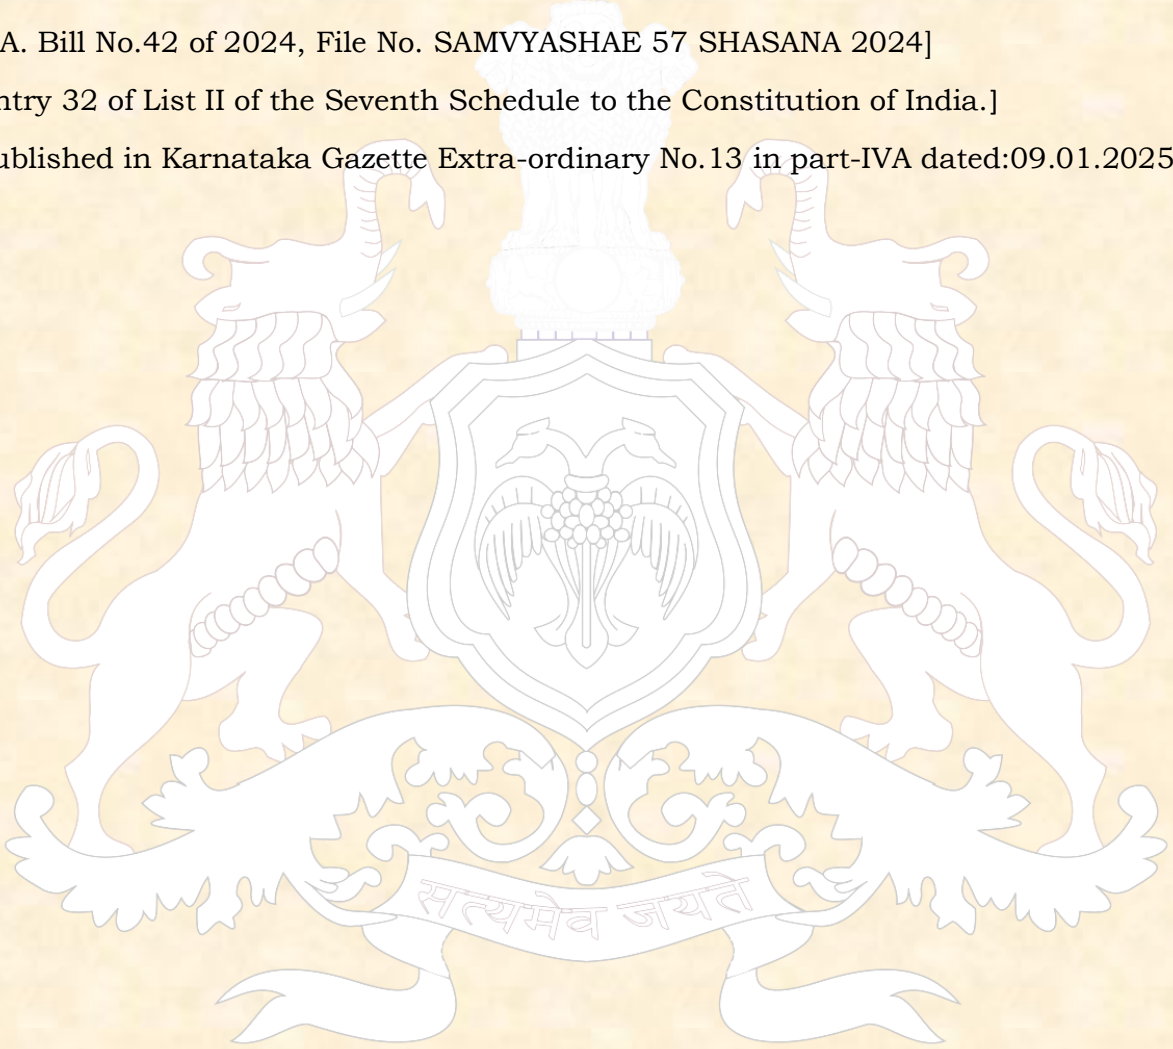 A. Bill No.42 of 2024, File No. SAMVYASHAE 57 SHASANA 2024]
ntry 32 of List II of the Seventh Schedule to the Constitution of India.]
ublished in Karnataka Gazette Extra-ordinary No.13 in part-IVA dated:09.01.2025
सत्यमेव जयते